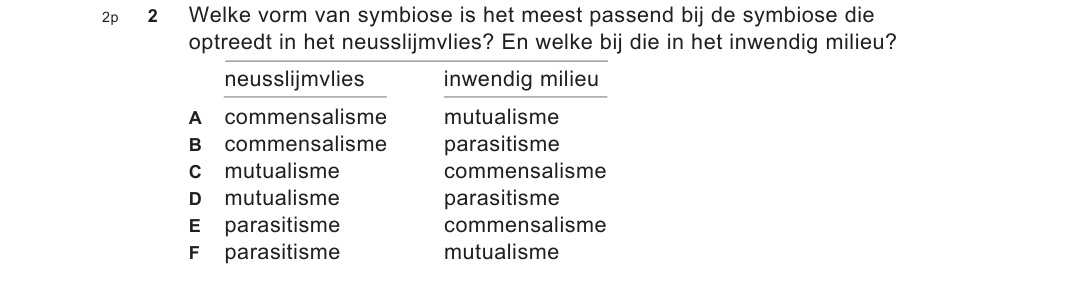 2p 2 Welke vorm van symbiose is het meest passend bij de symbiose die
optreedt in het neusslijmvlies? En welke bij die in het inwendig milieu?
neusslijmvlies inwendig milieu
A commensalisme mutualisme
B commensalisme parasitisme
C mutualisme commensalisme
D mutualisme parasitisme
E parasitisme commensalisme
F parasitisme mutualisme